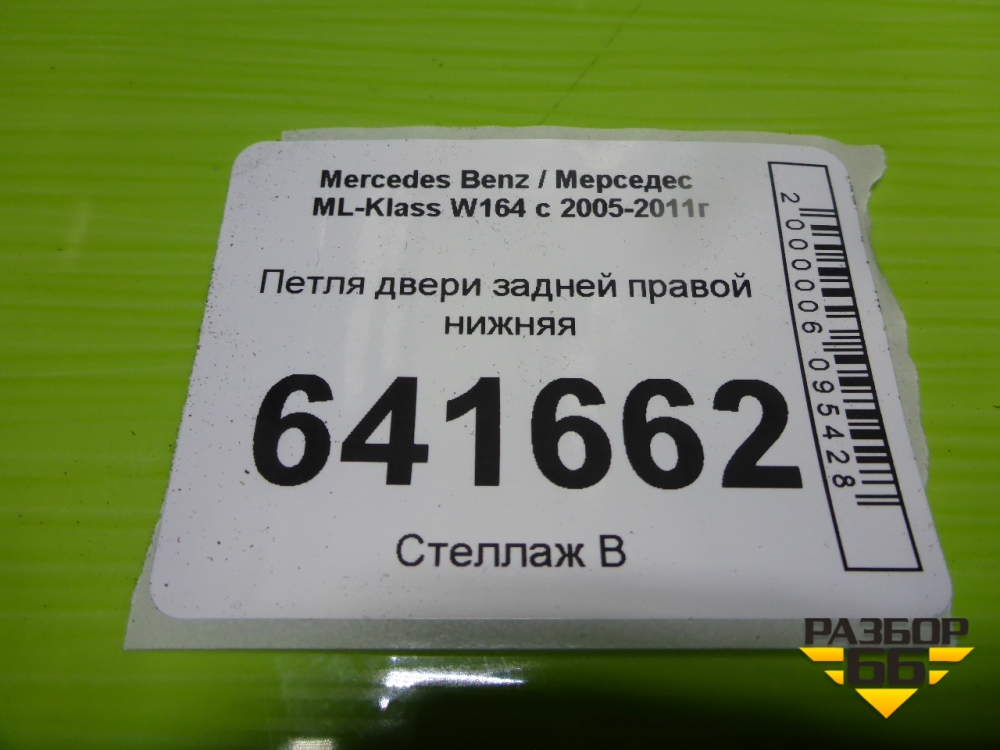 Mercedes Benz / Мерседес
ML-Klass W164 с 2005-2011г
Петля двери задней правой
нижняя
641662
Стеллаж В
2000006095428
РАЗБОР
66